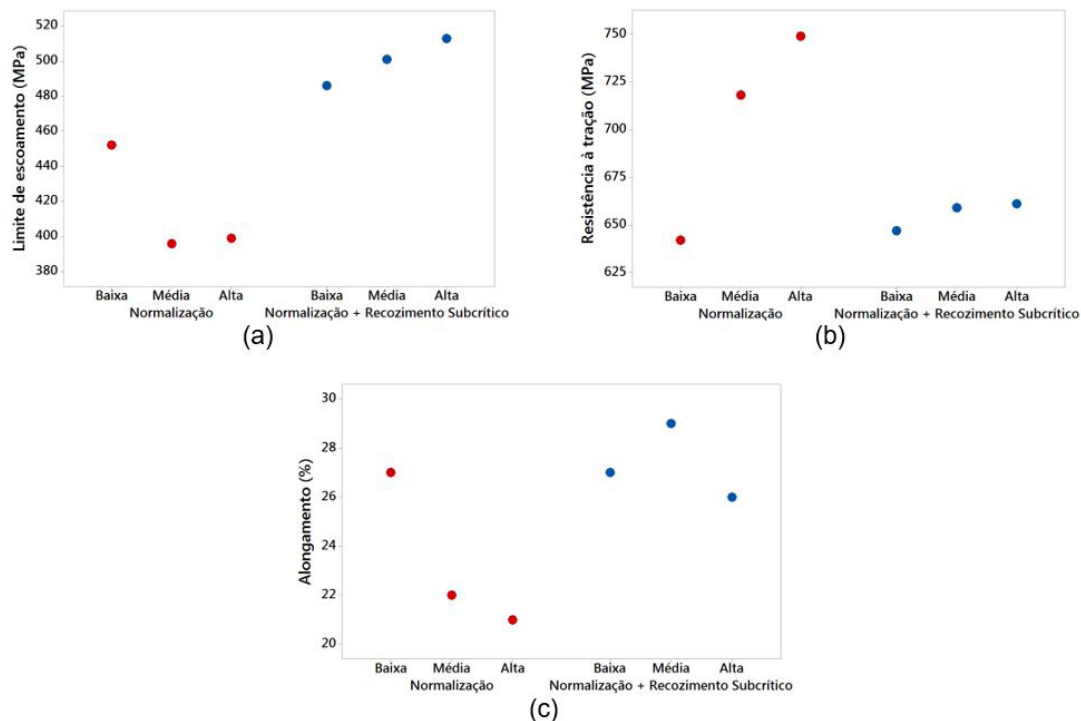 Limite de escoamento (MPa)
520
500
480
460
440
420
400
380
Baixa Média Alta Baixa Média Alta
Normalização Normalização + Recozimento Subcrítico
(a)
Resistência à tração (MPa)
750
725
700
675
650
625
Baixa Média Alta Baixa Média Alta
Normalização Normalização + Recozimento Subcrítico
(b)
Alongamento (%)
30
28
26
24
22
20
Baixa Média Alta Baixa Média Alta
Normalização Normalização + Recozimento Subcrítico
(c)